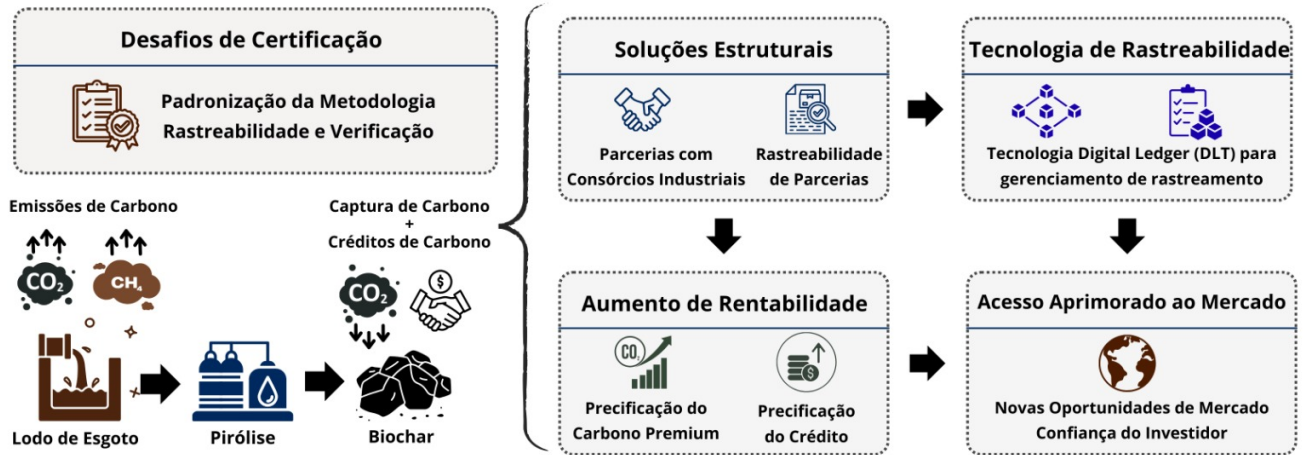 Desafios de Certificação
Padronização da Metodologia
Rastreabilidade e Verificação
Emissões de Carbono
CO₂
CH₄
Captura de Carbono
+
Créditos de Carbono
CO₂
$
Lodo de Esgoto
Pirólise
Biochar
Soluções Estruturais
Parcerias com
Consórcios Industriais
Rastreabilidade
de Parcerias
Tecnologia de Rastreabilidade
Tecnologia Digital Ledger (DLT) para
gerenciamento de rastreamento
Aumento de Rentabilidade
CO₂
Precificação do
Carbono Premium
$
Precificação
do Crédito
Acesso Aprimorado ao Mercado
Novas Oportunidades de Mercado
Confiança do Investidor